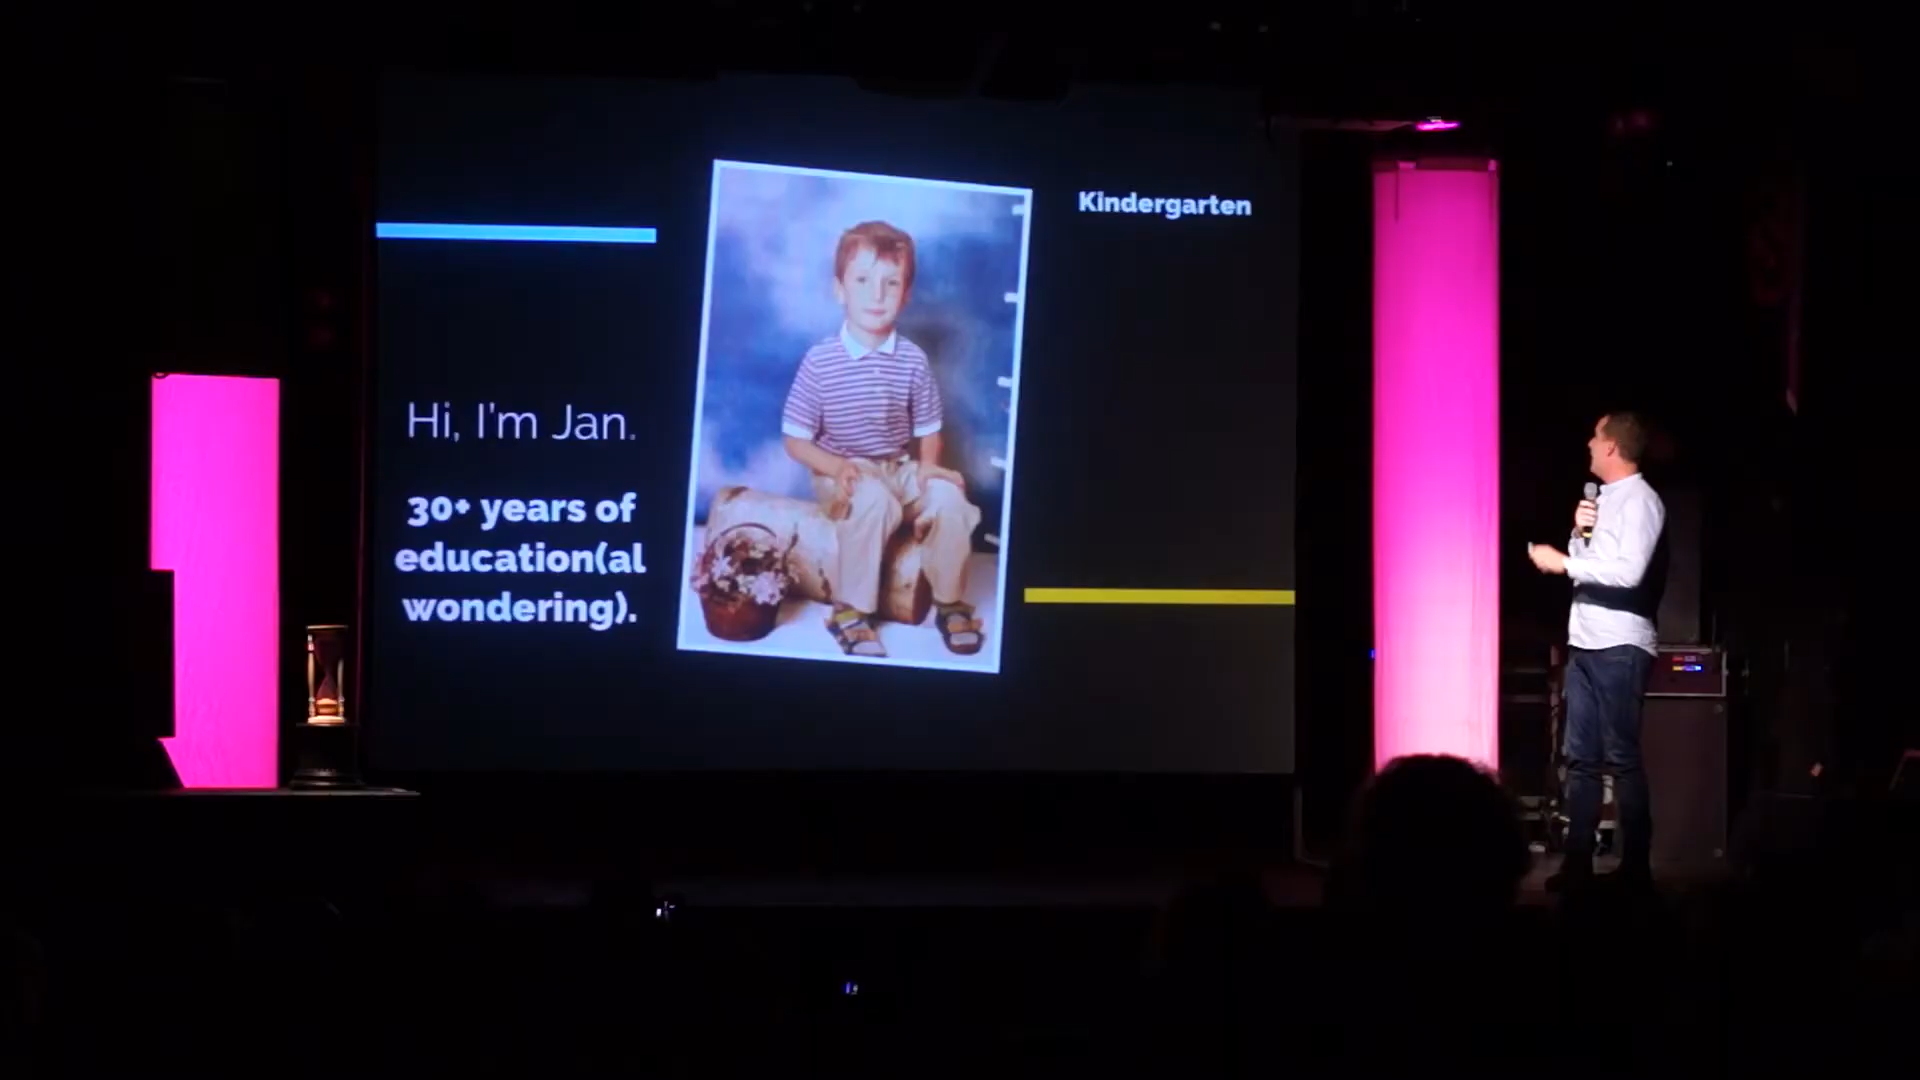 Hi, I'm Jan.
30+ years of
education(al
wondering).
Kindergarten